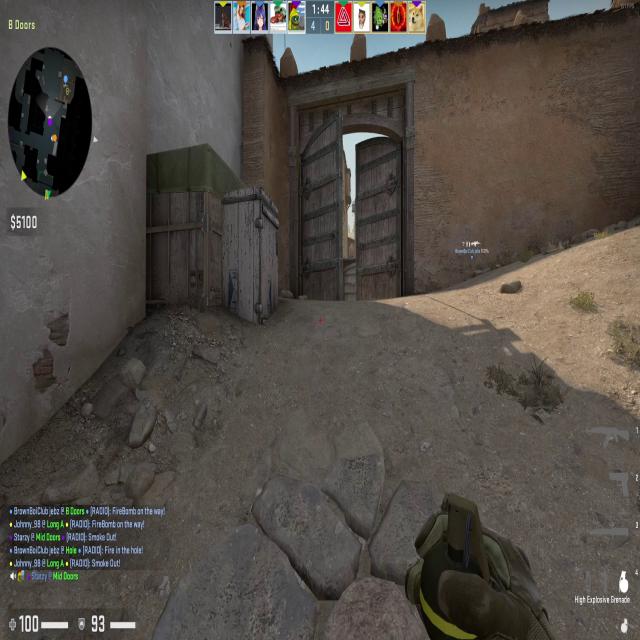 1:44
4 0
B Doors
$5100
BrownBoiClub jebz @ B Doors • [RADIO]: FireBomb on the way!
Johnny_98 @ Long A • [RADIO]: FireBomb on the way!
Starzy @ Mid Doors • [RADIO]: Smoke Out!
BrownBoiClub jebz @ Hole • [RADIO]: Fire in the hole!
Johnny_98 @ Long A • [RADIO]: Smoke Out!
Starzy @ Mid Doors
High Explosive Grenade
100 93